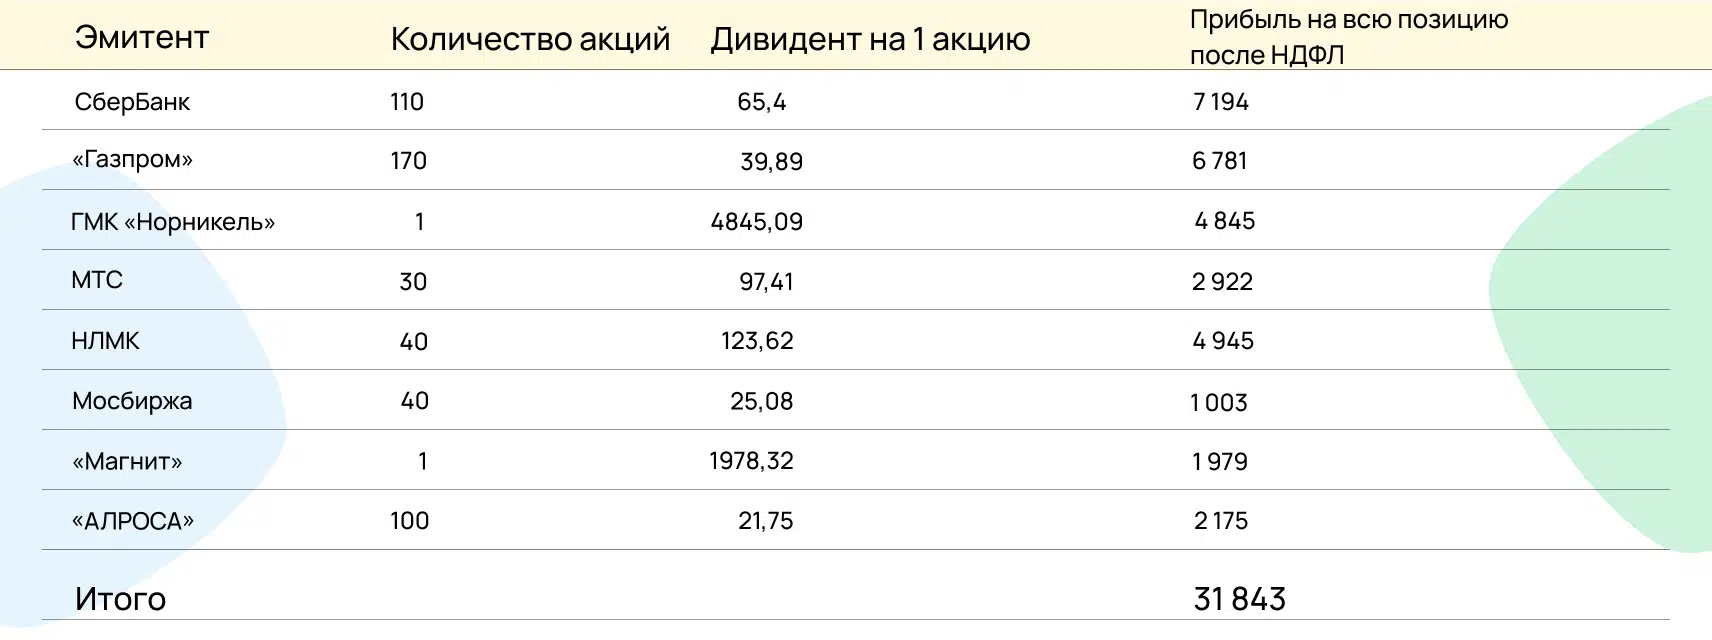 Эмитент Количество акций Дивидент на 1 акцию Прибыль на всю позицию
после НДФЛ
СберБанк 110 65,4 7 194
«Газпром» 170 39,89 6 781
ГМК «Норникель» 1 4845,09 4 845
МТС 30 97,41 2 922
НЛМК 40 123,62 4 945
Мосбиржа 40 25,08 1 003
«Магнит» 1 1978,32 1 979
«АЛРОСА» 100 21,75 2 175
Итого 31 843